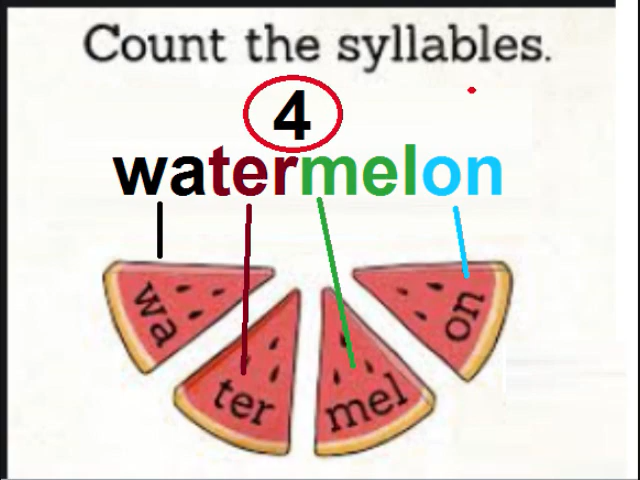 Count the syllables.
4
watermelon
wa
ter
mel
on